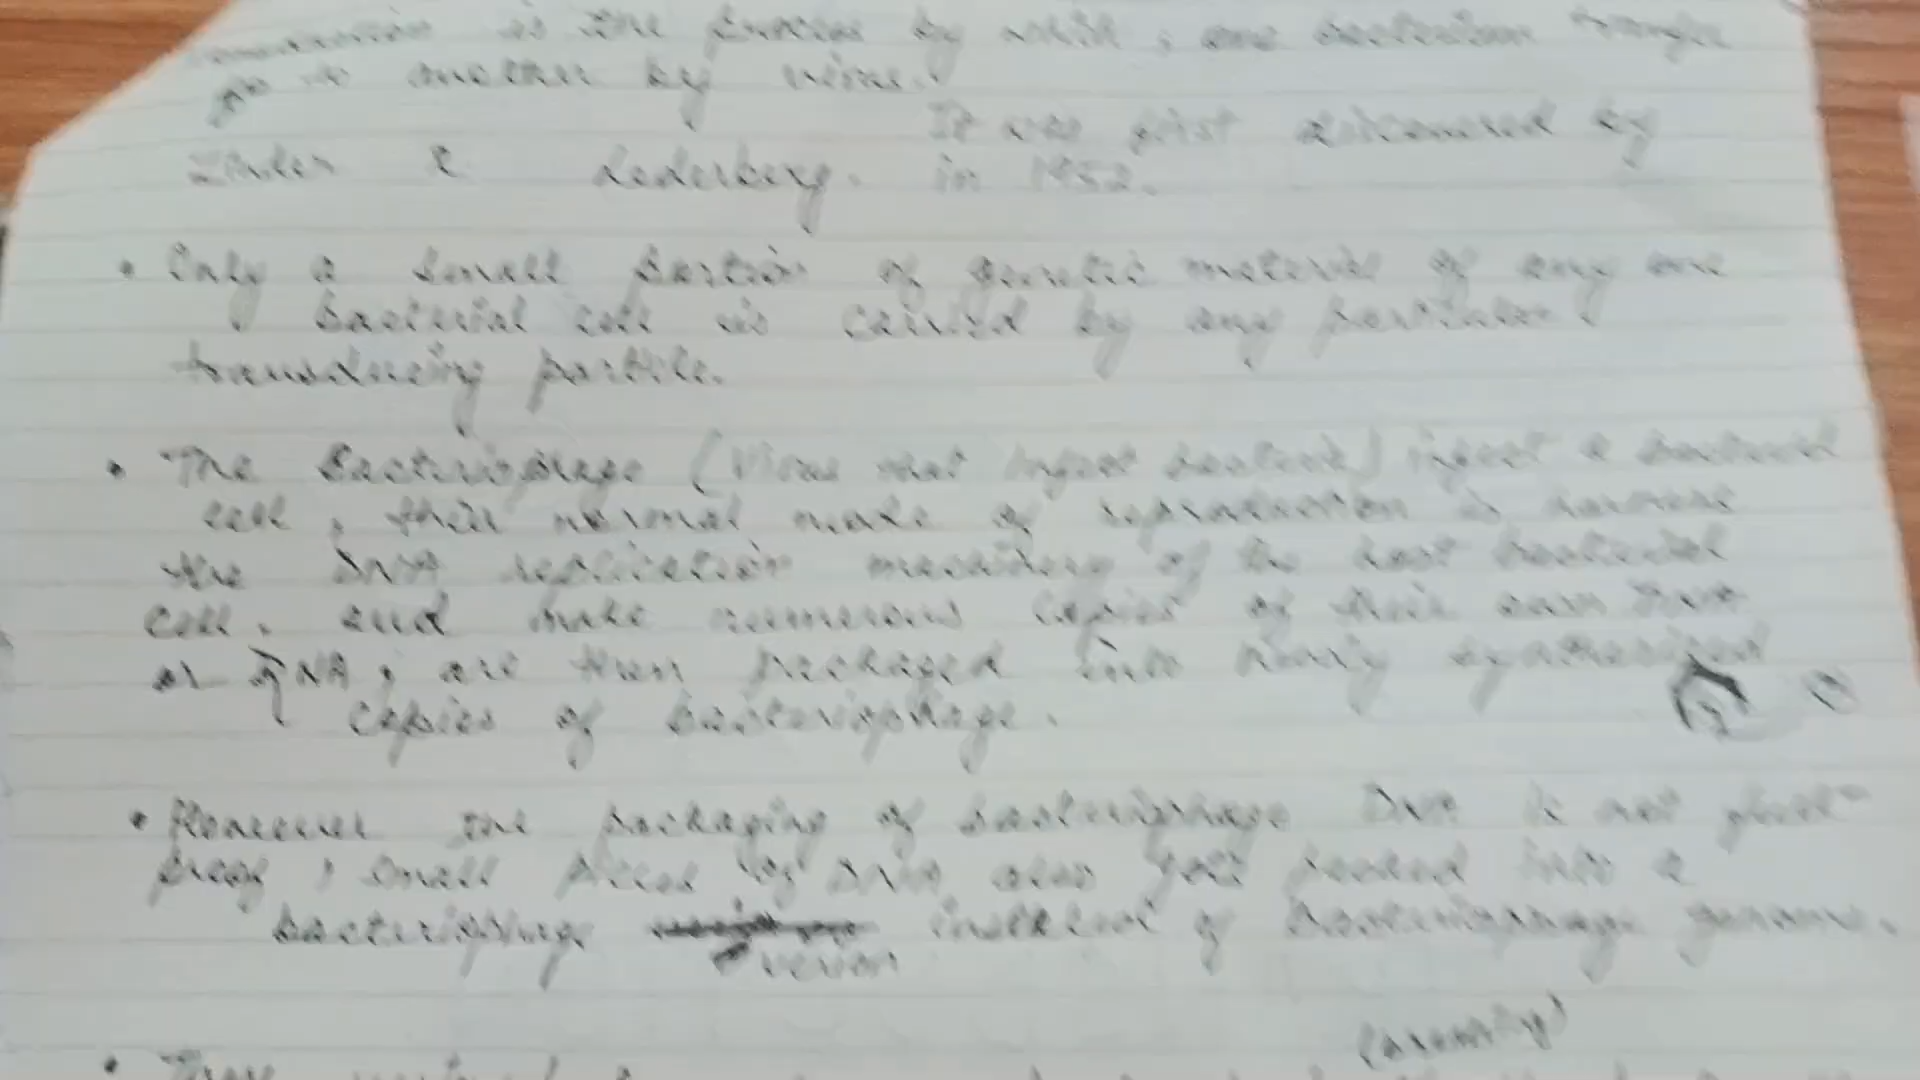 is the process by which, one bacterium transfer
to another by virus.
It was first discovered by
Zinder & Lederberg. in 1952.
• Only a small portion of genetic material of any one
bacterial cell is carried by any particular
transducing particle.
• The Bacteriophage (Virus that infect bacteria) infect a bacterial
cell, their normal mode of reproduction is
the DNA replication machinery of the host bacterial
cell, and make numerous copies of their own DNA
or RNA, are then packaged into newly synthesized
copies of bacteriophage.
• However the packaging of bacteriophage DNA is not
proof, small pieces of DNA also get packed into a
bacteriophage instead of bacteriophage genome.
verion
•